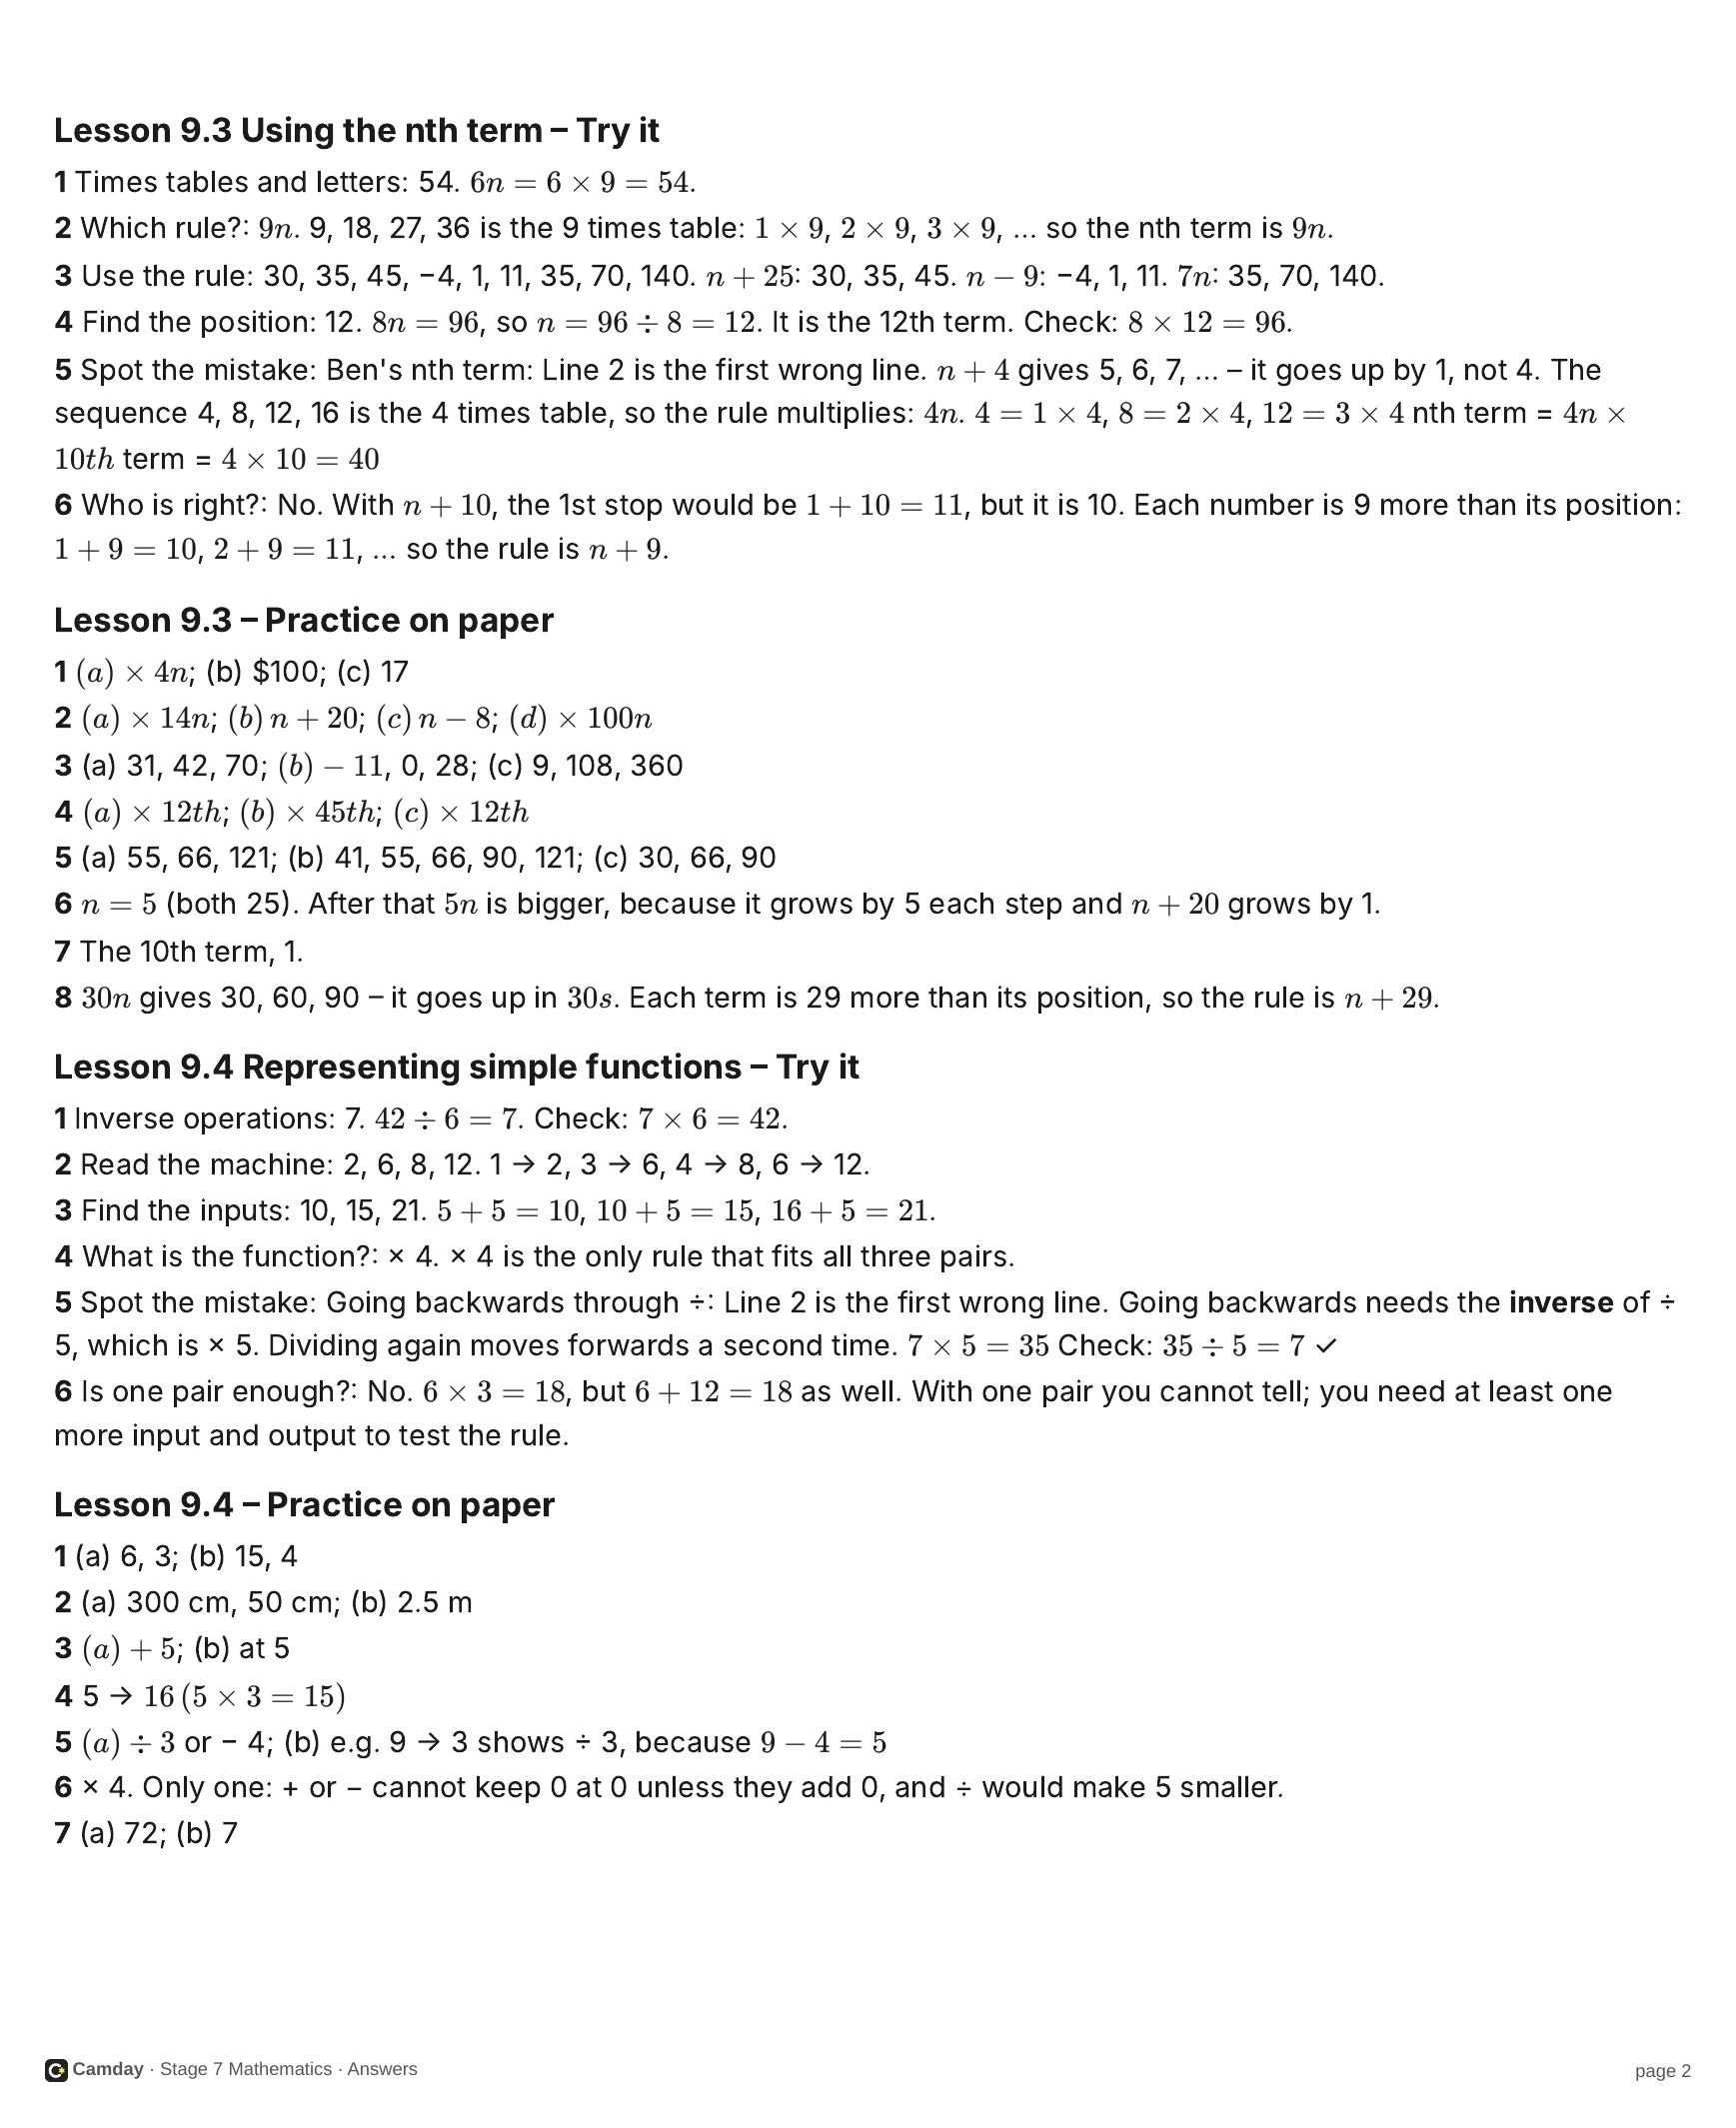 Lesson 9.3 Using the nth term – Try it
1 Times tables and letters: 54. 6n = 6 × 9 = 54.
2 Which rule?: 9n. 9, 18, 27, 36 is the 9 times table: 1 × 9, 2 × 9, 3 × 9, ... so the nth term is 9n.
3 Use the rule: 30, 35, 45, −4, 1, 11, 35, 70, 140. n + 25: 30, 35, 45. n − 9: −4, 1, 11. 7n: 35, 70, 140.
4 Find the position: 12. 8n = 96, so n = 96 ÷ 8 = 12. It is the 12th term. Check: 8 × 12 = 96.
5 Spot the mistake: Ben's nth term: Line 2 is the first wrong line. n + 4 gives 5, 6, 7, ... – it goes up by 1, not 4. The
sequence 4, 8, 12, 16 is the 4 times table, so the rule multiplies: 4n. 4 = 1 × 4, 8 = 2 × 4, 12 = 3 × 4 nth term = 4n ×
10th term = 4 × 10 = 40
6 Who is right?: No. With n + 10, the 1st stop would be 1 + 10 = 11, but it is 10. Each number is 9 more than its position:
1 + 9 = 10, 2 + 9 = 11, ... so the rule is n + 9.
Lesson 9.3 – Practice on paper
1 (a) × 4n; (b) $100; (c) 17
2 (a) × 14n; (b) n + 20; (c) n − 8; (d) × 100n
3 (a) 31, 42, 70; (b) − 11, 0, 28; (c) 9, 108, 360
4 (a) × 12th; (b) × 45th; (c) × 12th
5 (a) 55, 66, 121; (b) 41, 55, 66, 90, 121; (c) 30, 66, 90
6 n = 5 (both 25). After that 5n is bigger, because it grows by 5 each step and n + 20 grows by 1.
7 The 10th term, 1.
8 30n gives 30, 60, 90 – it goes up in 30s. Each term is 29 more than its position, so the rule is n + 29.
Lesson 9.4 Representing simple functions – Try it
1 Inverse operations: 7. 42 ÷ 6 = 7. Check: 7 × 6 = 42.
2 Read the machine: 2, 6, 8, 12. 1 → 2, 3 → 6, 4 → 8, 6 → 12.
3 Find the inputs: 10, 15, 21. 5 + 5 = 10, 10 + 5 = 15, 16 + 5 = 21.
4 What is the function?: × 4. × 4 is the only rule that fits all three pairs.
5 Spot the mistake: Going backwards through ÷: Line 2 is the first wrong line. Going backwards needs the inverse of ÷
5, which is × 5. Dividing again moves forwards a second time. 7 × 5 = 35 Check: 35 ÷ 5 = 7 ✓
6 Is one pair enough?: No. 6 × 3 = 18, but 6 + 12 = 18 as well. With one pair you cannot tell; you need at least one
more input and output to test the rule.
Lesson 9.4 – Practice on paper
1 (a) 6, 3; (b) 15, 4
2 (a) 300 cm, 50 cm; (b) 2.5 m
3 (a) + 5; (b) at 5
4 5 → 16 (5 × 3 = 15)
5 (a) ÷ 3 or − 4; (b) e.g. 9 → 3 shows ÷ 3, because 9 − 4 = 5
6 × 4. Only one: + or − cannot keep 0 at 0 unless they add 0, and ÷ would make 5 smaller.
7 (a) 72; (b) 7
Camday · Stage 7 Mathematics · Answers
page 2